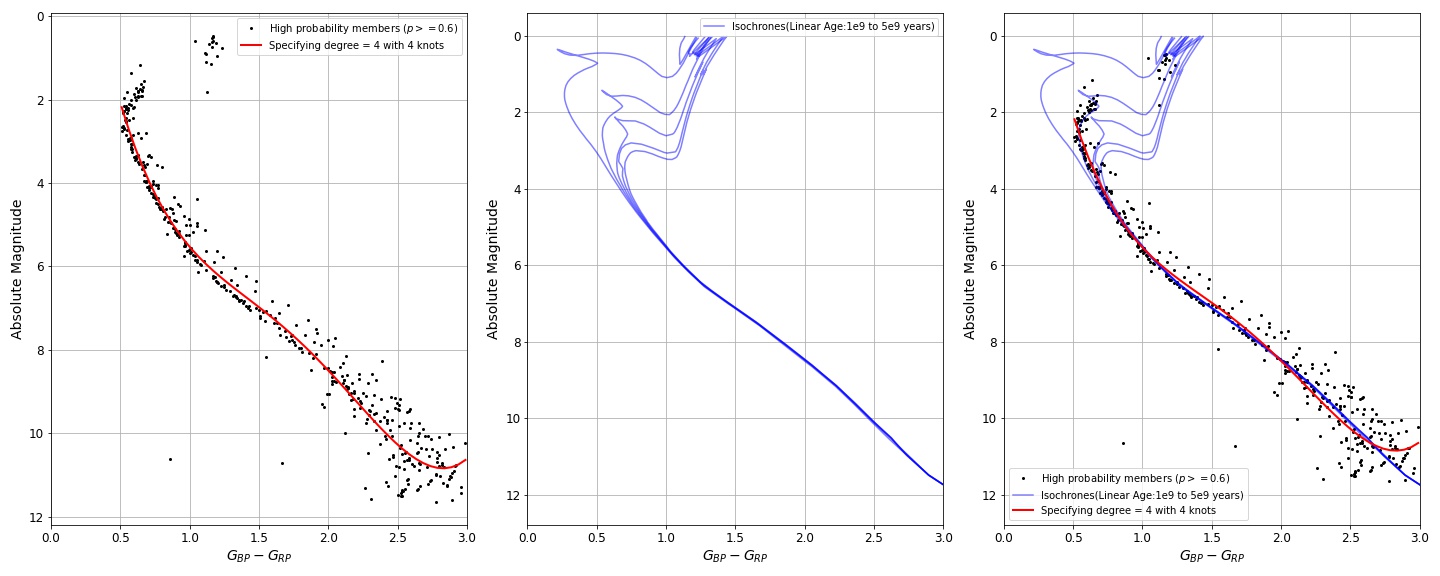 High probability members (p >= 0.6)
Specifying degree = 4 with 4 knots
Absolute Magnitude
0
2
4
6
8
10
12
0.0 0.5 1.0 1.5 2.0 2.5 3.0
G_BP − G_RP
Isochrones(Linear Age:1e9 to 5e9 years)
Absolute Magnitude
0
2
4
6
8
10
12
0.0 0.5 1.0 1.5 2.0 2.5 3.0
G_BP − G_RP
Absolute Magnitude
0
2
4
6
8
10
12
High probability members (p >= 0.6)
Isochrones(Linear Age:1e9 to 5e9 years)
Specifying degree = 4 with 4 knots
0.0 0.5 1.0 1.5 2.0 2.5 3.0
G_BP − G_RP